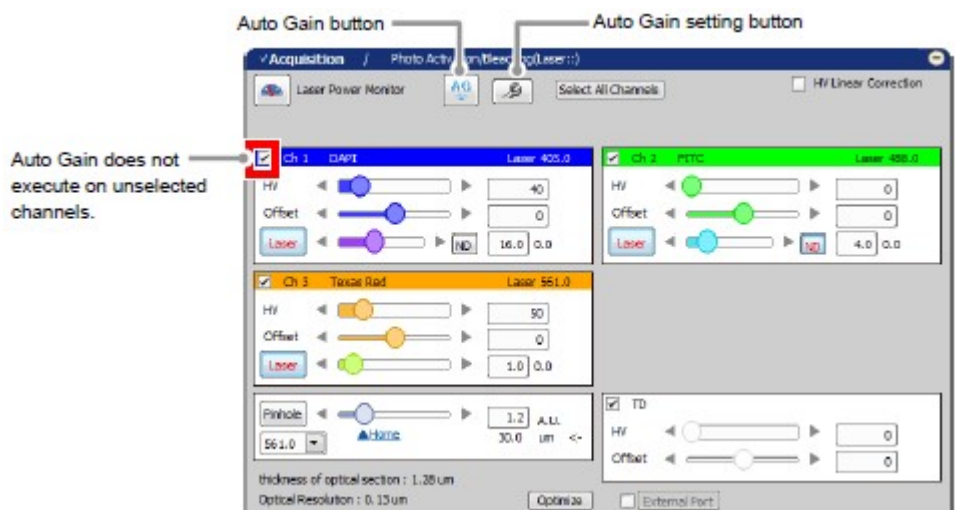 Auto Gain button
Auto Gain setting button
✓Acquisition / Photo Activation/Bleaching(Laser::)
Laser Power Monitor
A.G.
Select All Channels
HV Linear Correction
Auto Gain does not
execute on unselected
channels.
Ch 1 DAPI Laser 405.0
HV 40
Offset 0
Laser ND 16.0 0.0
Ch 2 FITC Laser 488.0
HV 0
Offset 0
Laser ND 4.0 0.0
Ch 3 Texas Red Laser 561.0
HV 50
Offset 0
Laser 1.0 0.0
Pinhole 1.2 A.U.
561.0 ▲Home 30.0 um <-
TD
HV 0
Offset 0
thickness of optical section : 1.28 um
Optical Resolution : 0.13 um
Optimize
External Port